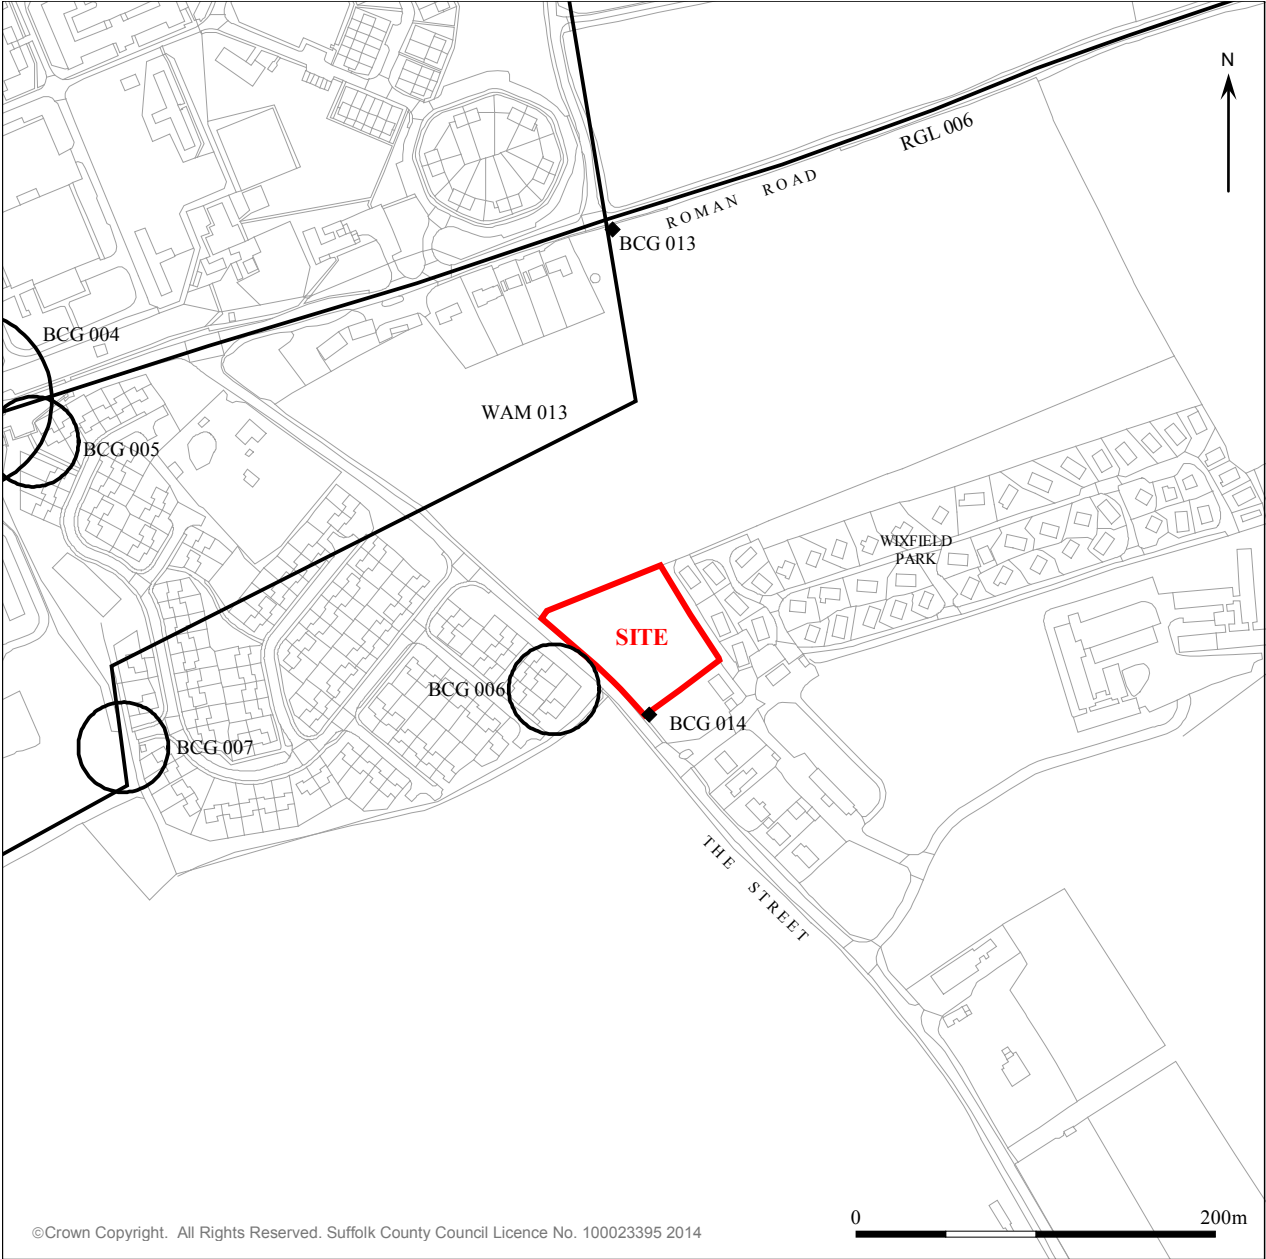 N
RGL 006
ROMAN ROAD
BCG 013
BCG 004
WAM 013
BCG 005
WIXFIELD
PARK
SITE
BCG 006
BCG 014
BCG 007
THE STREET
0 200m
©Crown Copyright. All Rights Reserved. Suffolk County Council Licence No. 100023395 2014